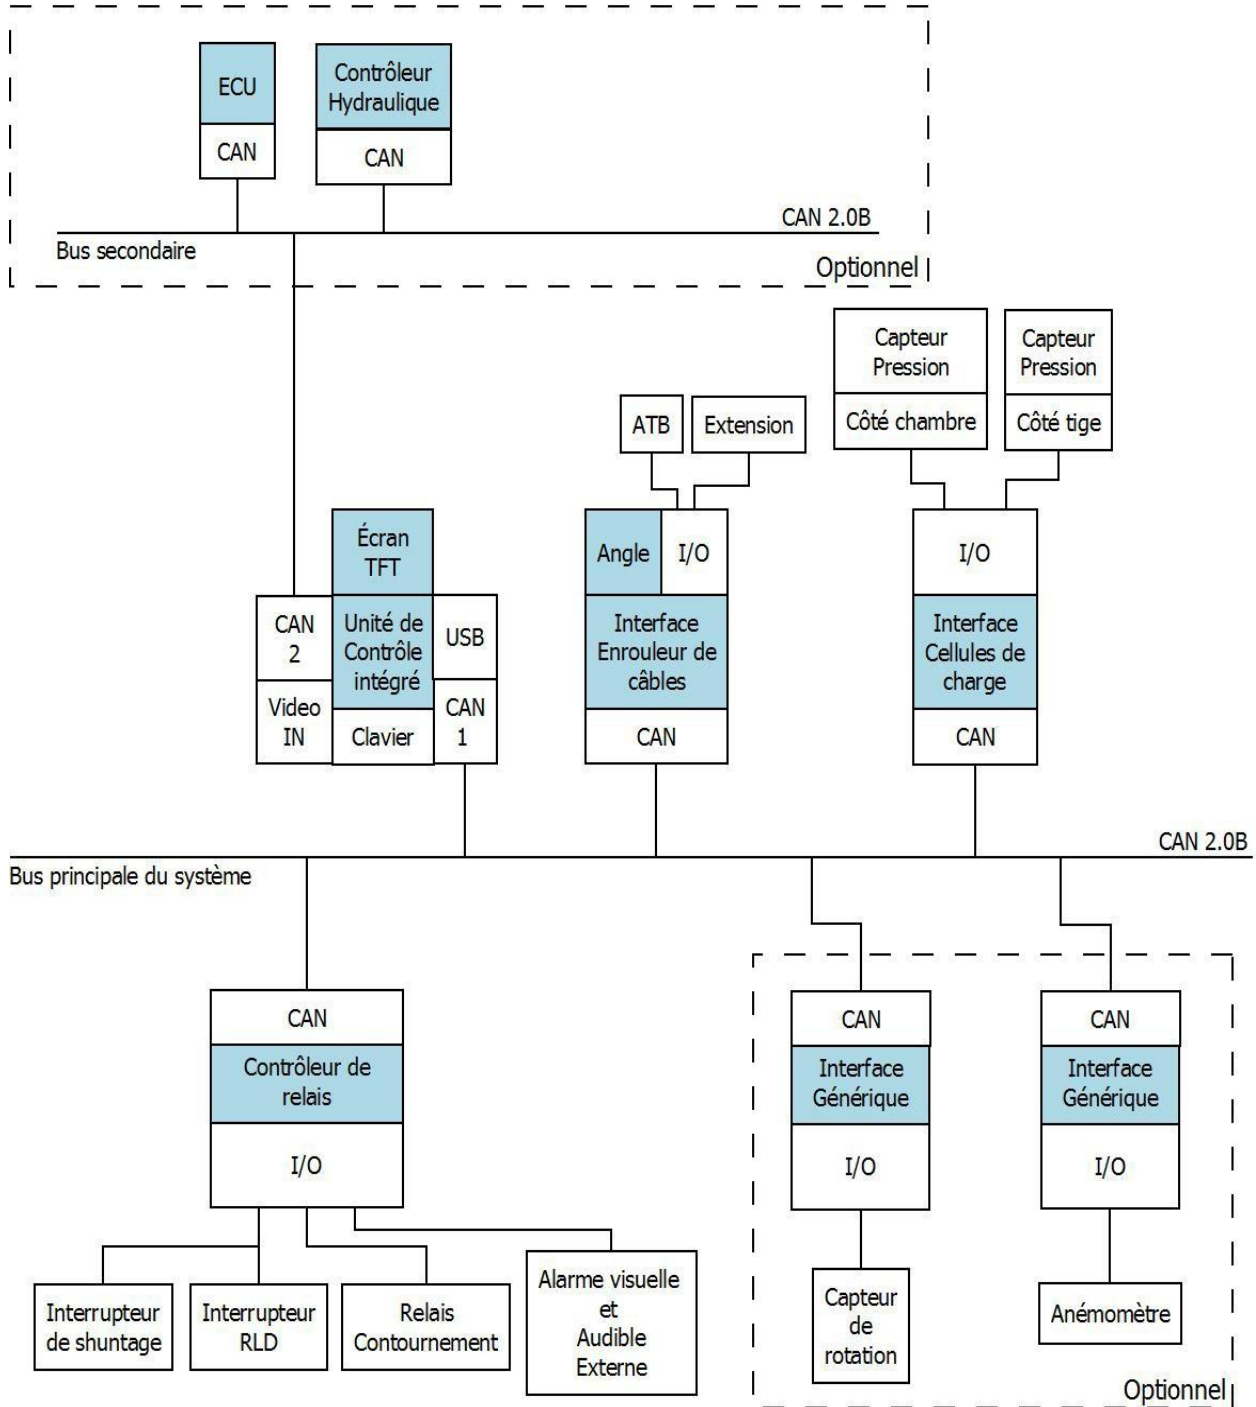 ECU
CAN
Contrôleur
Hydraulique
CAN
CAN 2.0B
Bus secondaire
Optionnel
Capteur
Pression
Côté chambre
Capteur
Pression
Côté tige
ATB
Extension
Écran
TFT
CAN
2
Unité de
Contrôle
intégré
USB
Video
IN
Clavier
CAN
1
Angle
I/O
Interface
Enrouleur de
câbles
CAN
I/O
Interface
Cellules de
charge
CAN
CAN 2.0B
Bus principale du système
CAN
Contrôleur de
relais
I/O
Interrupteur
de shuntage
Interrupteur
RLD
Relais
Contournement
Alarme visuelle
et
Audible
Externe
CAN
Interface
Générique
I/O
Capteur
de
rotation
CAN
Interface
Générique
I/O
Anémomètre
Optionnel